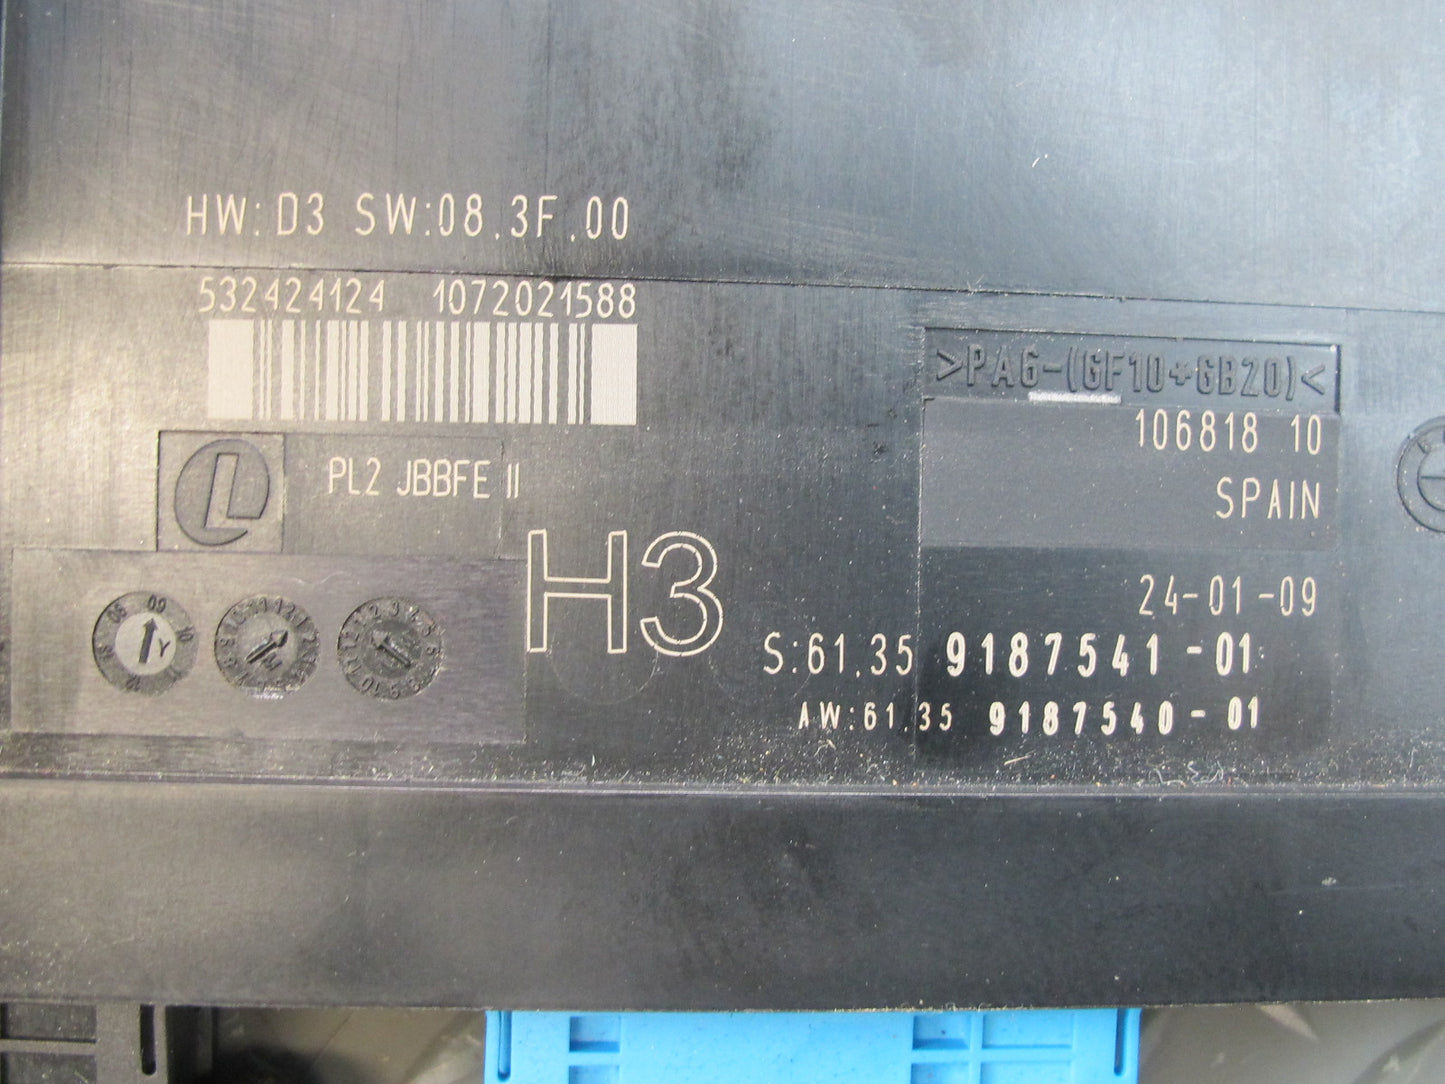 HW:D3 SW:08.3F.00
532424124 1072021588
>PA6-(GF10+GB20)<
106818 10
SPAIN
L PL2 JBBFE II
H3
24-01-09
S:61.35 9187541-01
AW:61.35 9187540-01